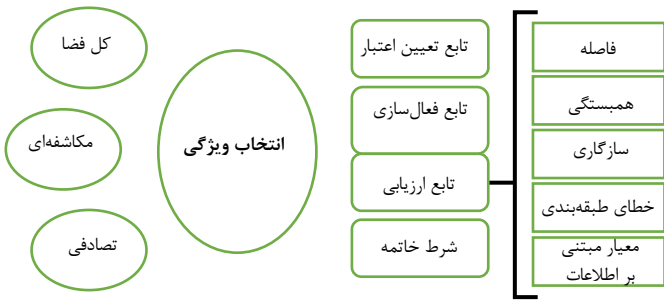 فاصله
همبستگی
سازگاری
خطای طبقه‌بندی
معیار مبتنی
بر اطلاعات
تابع تعیین اعتبار
تابع فعال‌سازی
تابع ارزیابی
شرط خاتمه
انتخاب ویژگی
کل فضا
مکاشفه‌ای
تصادفی